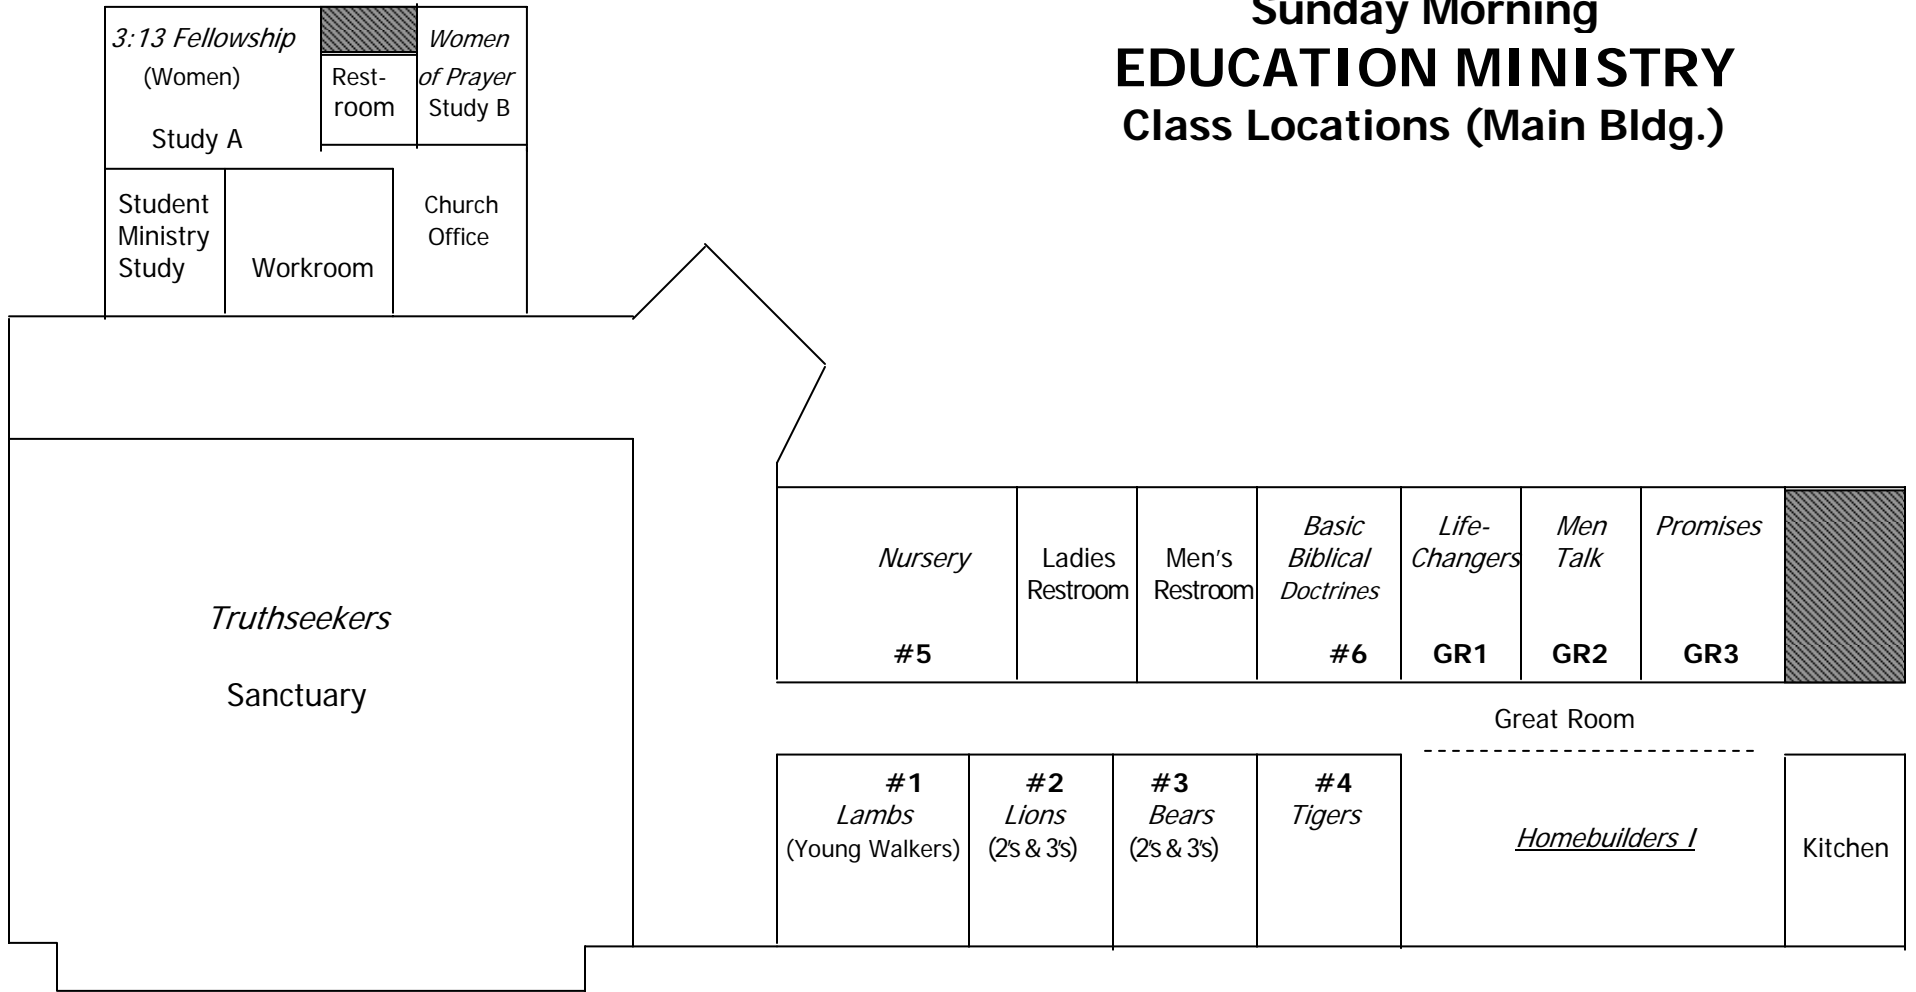 Sunday Morning
EDUCATION MINISTRY
Class Locations (Main Bldg.)
3:13 Fellowship
(Women)
Study A
Rest-
room
Women
of Prayer
Study B
Student
Ministry
Study
Workroom
Church
Office
Truthseekers
Sanctuary
Nursery
#5
Ladies
Restroom
Men's
Restroom
Basic
Biblical
Doctrines
#6
Life-
Changers
GR1
Men
Talk
GR2
Promises
GR3
Great Room
#1
Lambs
(Young Walkers)
#2
Lions
(2's & 3's)
#3
Bears
(2's & 3's)
#4
Tigers
Homebuilders I
Kitchen